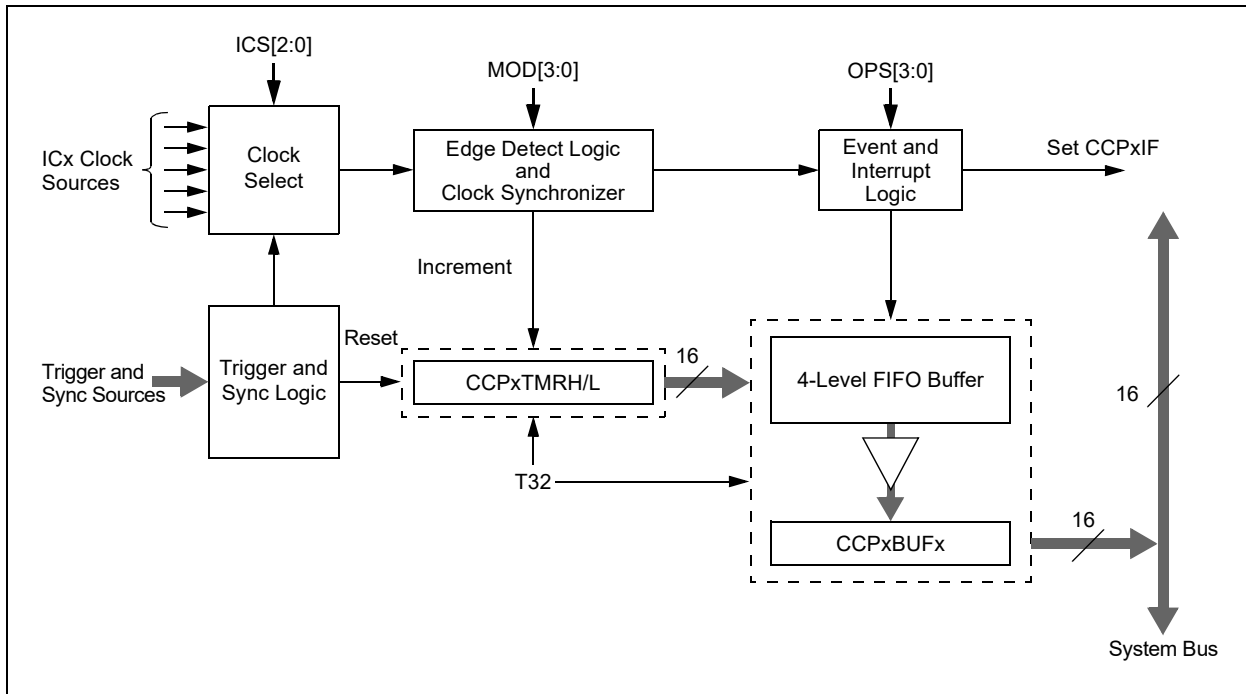 ICS[2:0]
MOD[3:0]
OPS[3:0]
ICx Clock
Sources
Clock
Select
Edge Detect Logic
and
Clock Synchronizer
Event and
Interrupt
Logic
Set CCPxIF
Increment
Reset
Trigger and
Sync Sources
Trigger and
Sync Logic
CCPxTMRH/L
16
4-Level FIFO Buffer
16
T32
CCPxBUFx
16
System Bus